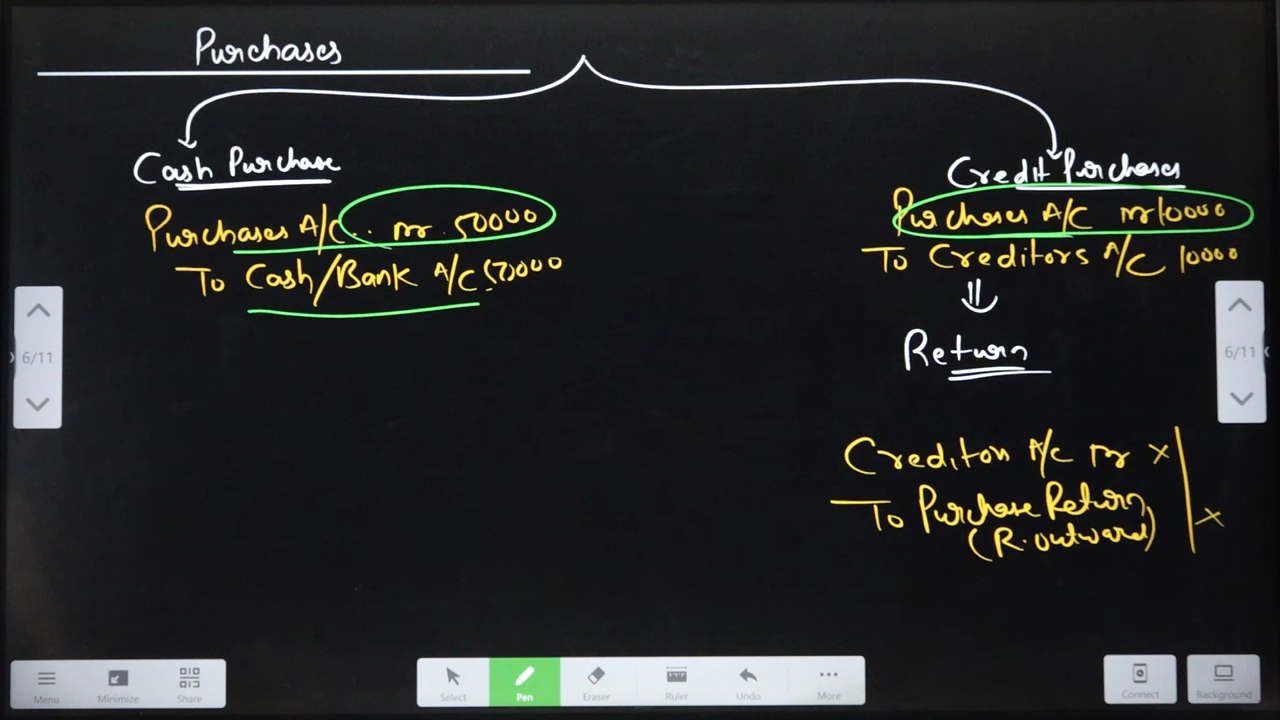 Purchases
Cash Purchase
Purchases A/C .. Dr. 50000
To Cash/Bank A/C 50000
Credit Purchases
Purchases A/C Dr 10000
To Creditors A/C 10000
Return
Creditors A/C Dr ×
To Purchase Return ×
(R. outward)
6/11
6/11
Menu
Minimize
Share
Select
Pen
Eraser
Ruler
Undo
More
Connect
Background